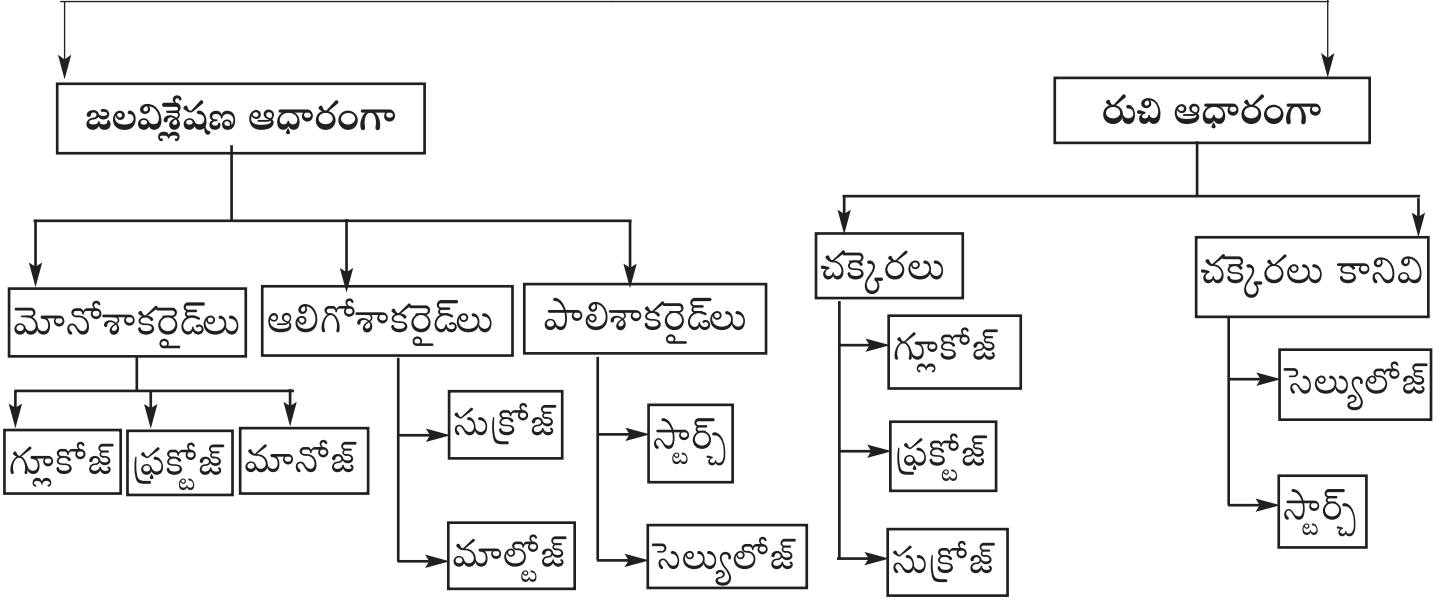 జలవిశ్లేషణ ఆధారంగా
రుచి ఆధారంగా
మోనోశాకరైడ్‌లు
ఆలిగోశాకరైడ్‌లు
పాలిశాకరైడ్‌లు
చక్కెరలు
చక్కెరలు కానివి
గ్లూకోజ్
ఫ్రక్టోజ్
మానోజ్
సుక్రోజ్
మాల్టోజ్
స్టార్చ్
సెల్యులోజ్
గ్లూకోజ్
ఫ్రక్టోజ్
సుక్రోజ్
సెల్యులోజ్
స్టార్చ్